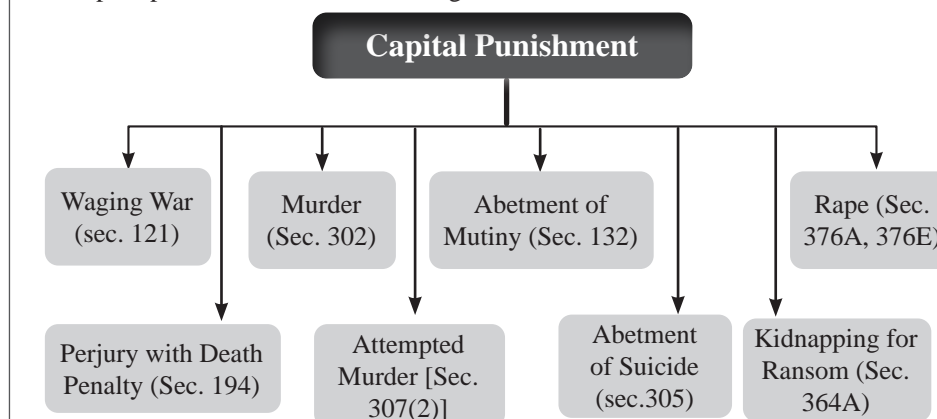 Capital Punishment
Waging War
(sec. 121)
Murder
(Sec. 302)
Abetment of
Mutiny (Sec. 132)
Rape (Sec.
376A, 376E)
Perjury with Death
Penalty (Sec. 194)
Attempted
Murder [Sec.
307(2)]
Abetment
of Suicide
(sec.305)
Kidnapping for
Ransom (Sec.
364A)